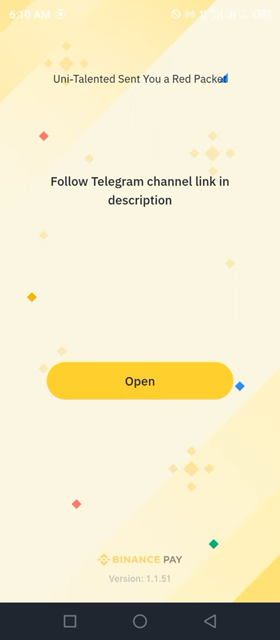 6:10 AM
Uni-Talented Sent You a Red Packet
Follow Telegram channel link in
description
Open
BINANCE PAY
Version: 1.1.51